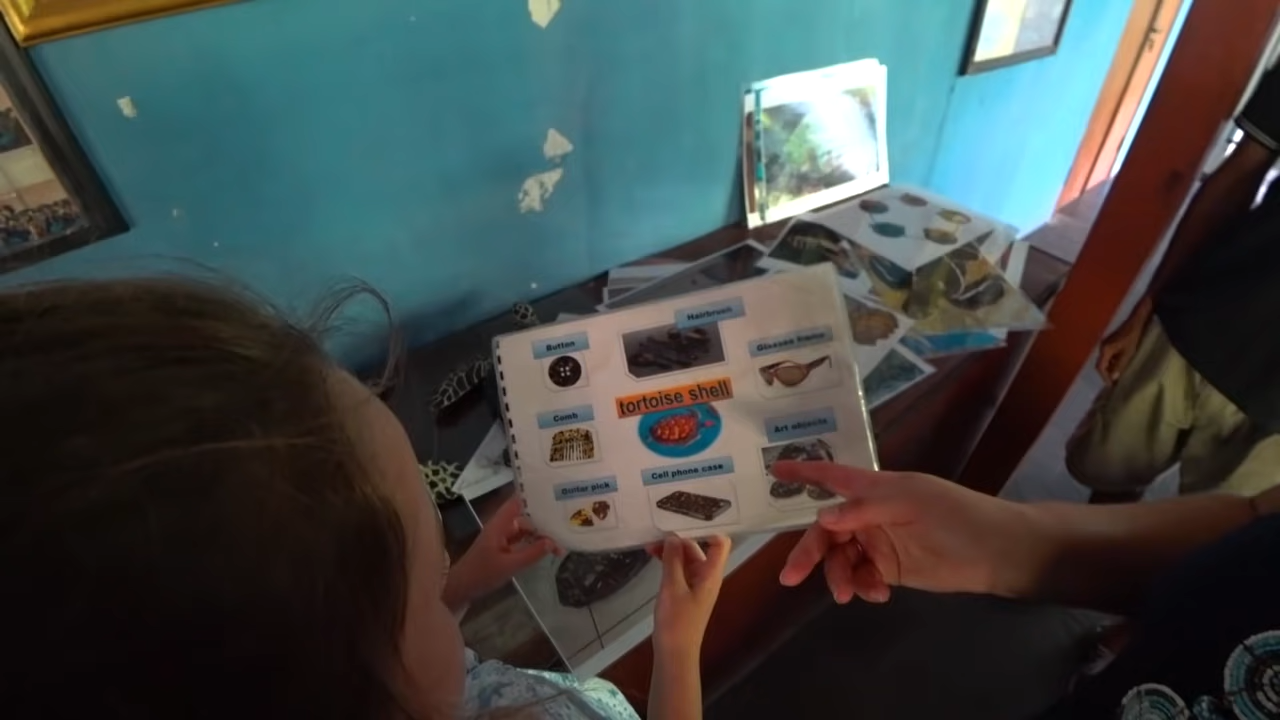 Hairbrush
Button
Glasses frame
tortoise shell
Comb
Art objects
Cell phone case
Guitar pick